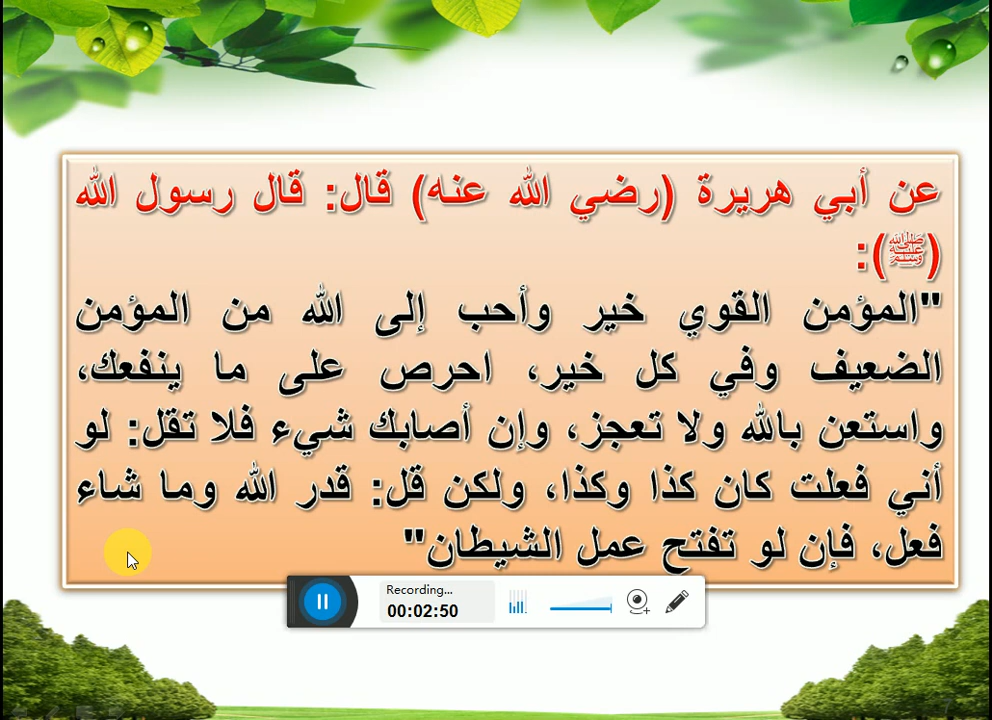 عن أبي هريرة (رضي الله عنه) قال: قال رسول الله
(ﷺ):
"المؤمن القوي خير وأحب إلى الله من المؤمن
الضعيف وفي كل خير، احرص على ما ينفعك،
واستعن بالله ولا تعجز، وإن أصابك شيء فلا تقل: لو
أني فعلت كان كذا وكذا، ولكن قل: قدر الله وما شاء
فعل، فإن لو تفتح عمل الشيطان"
Recording...
00:02:50